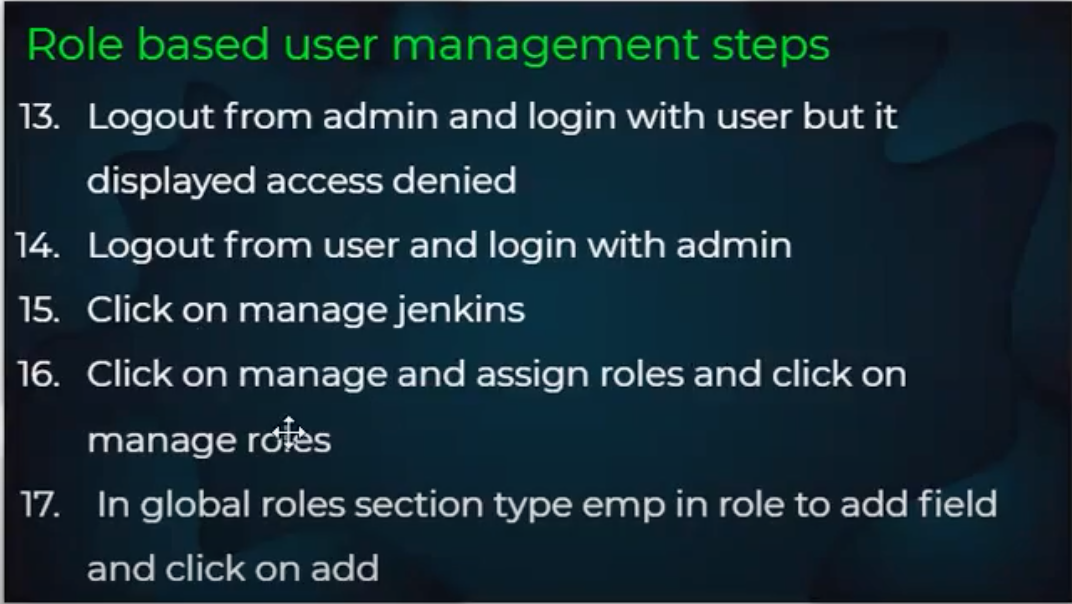 Role based user management steps
13. Logout from admin and login with user but it
displayed access denied
14. Logout from user and login with admin
15. Click on manage jenkins
16. Click on manage and assign roles and click on
manage roles
17. In global roles section type emp in role to add field
and click on add